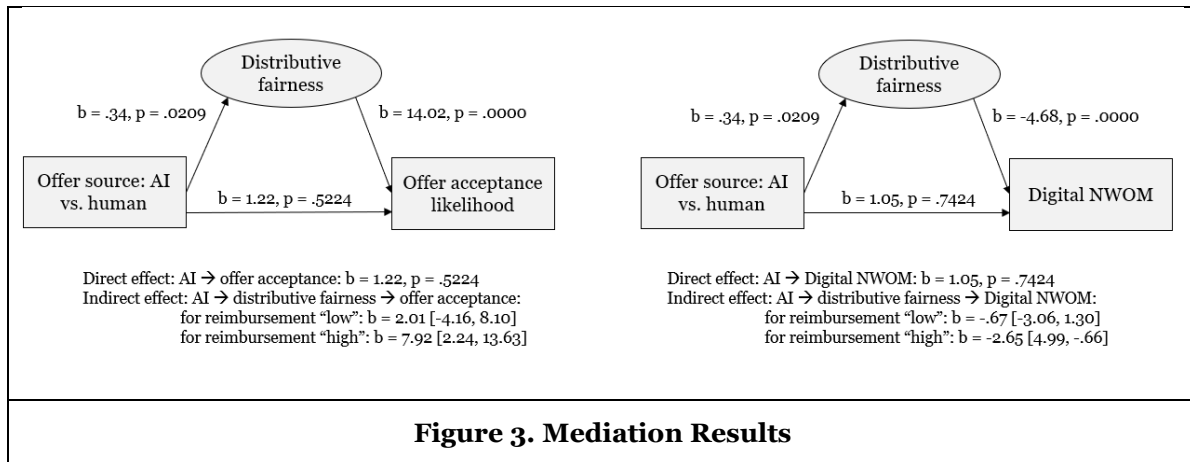 Distributive
fairness
b = .34, p = .0209
b = 14.02, p = .0000
Offer source: AI
vs. human
b = 1.22, p = .5224
Offer acceptance
likelihood
Direct effect: AI → offer acceptance: b = 1.22, p = .5224
Indirect effect: AI → distributive fairness → offer acceptance:
for reimbursement “low”: b = 2.01 [-4.16, 8.10]
for reimbursement “high”: b = 7.92 [2.24, 13.63]
Distributive
fairness
b = .34, p = .0209
b = -4.68, p = .0000
Offer source: AI
vs. human
b = 1.05, p = .7424
Digital NWOM
Direct effect: AI → Digital NWOM: b = 1.05, p = .7424
Indirect effect: AI → distributive fairness → Digital NWOM:
for reimbursement “low”: b = -.67 [-3.06, 1.30]
for reimbursement “high”: b = -2.65 [4.99, -.66]
Figure 3. Mediation Results